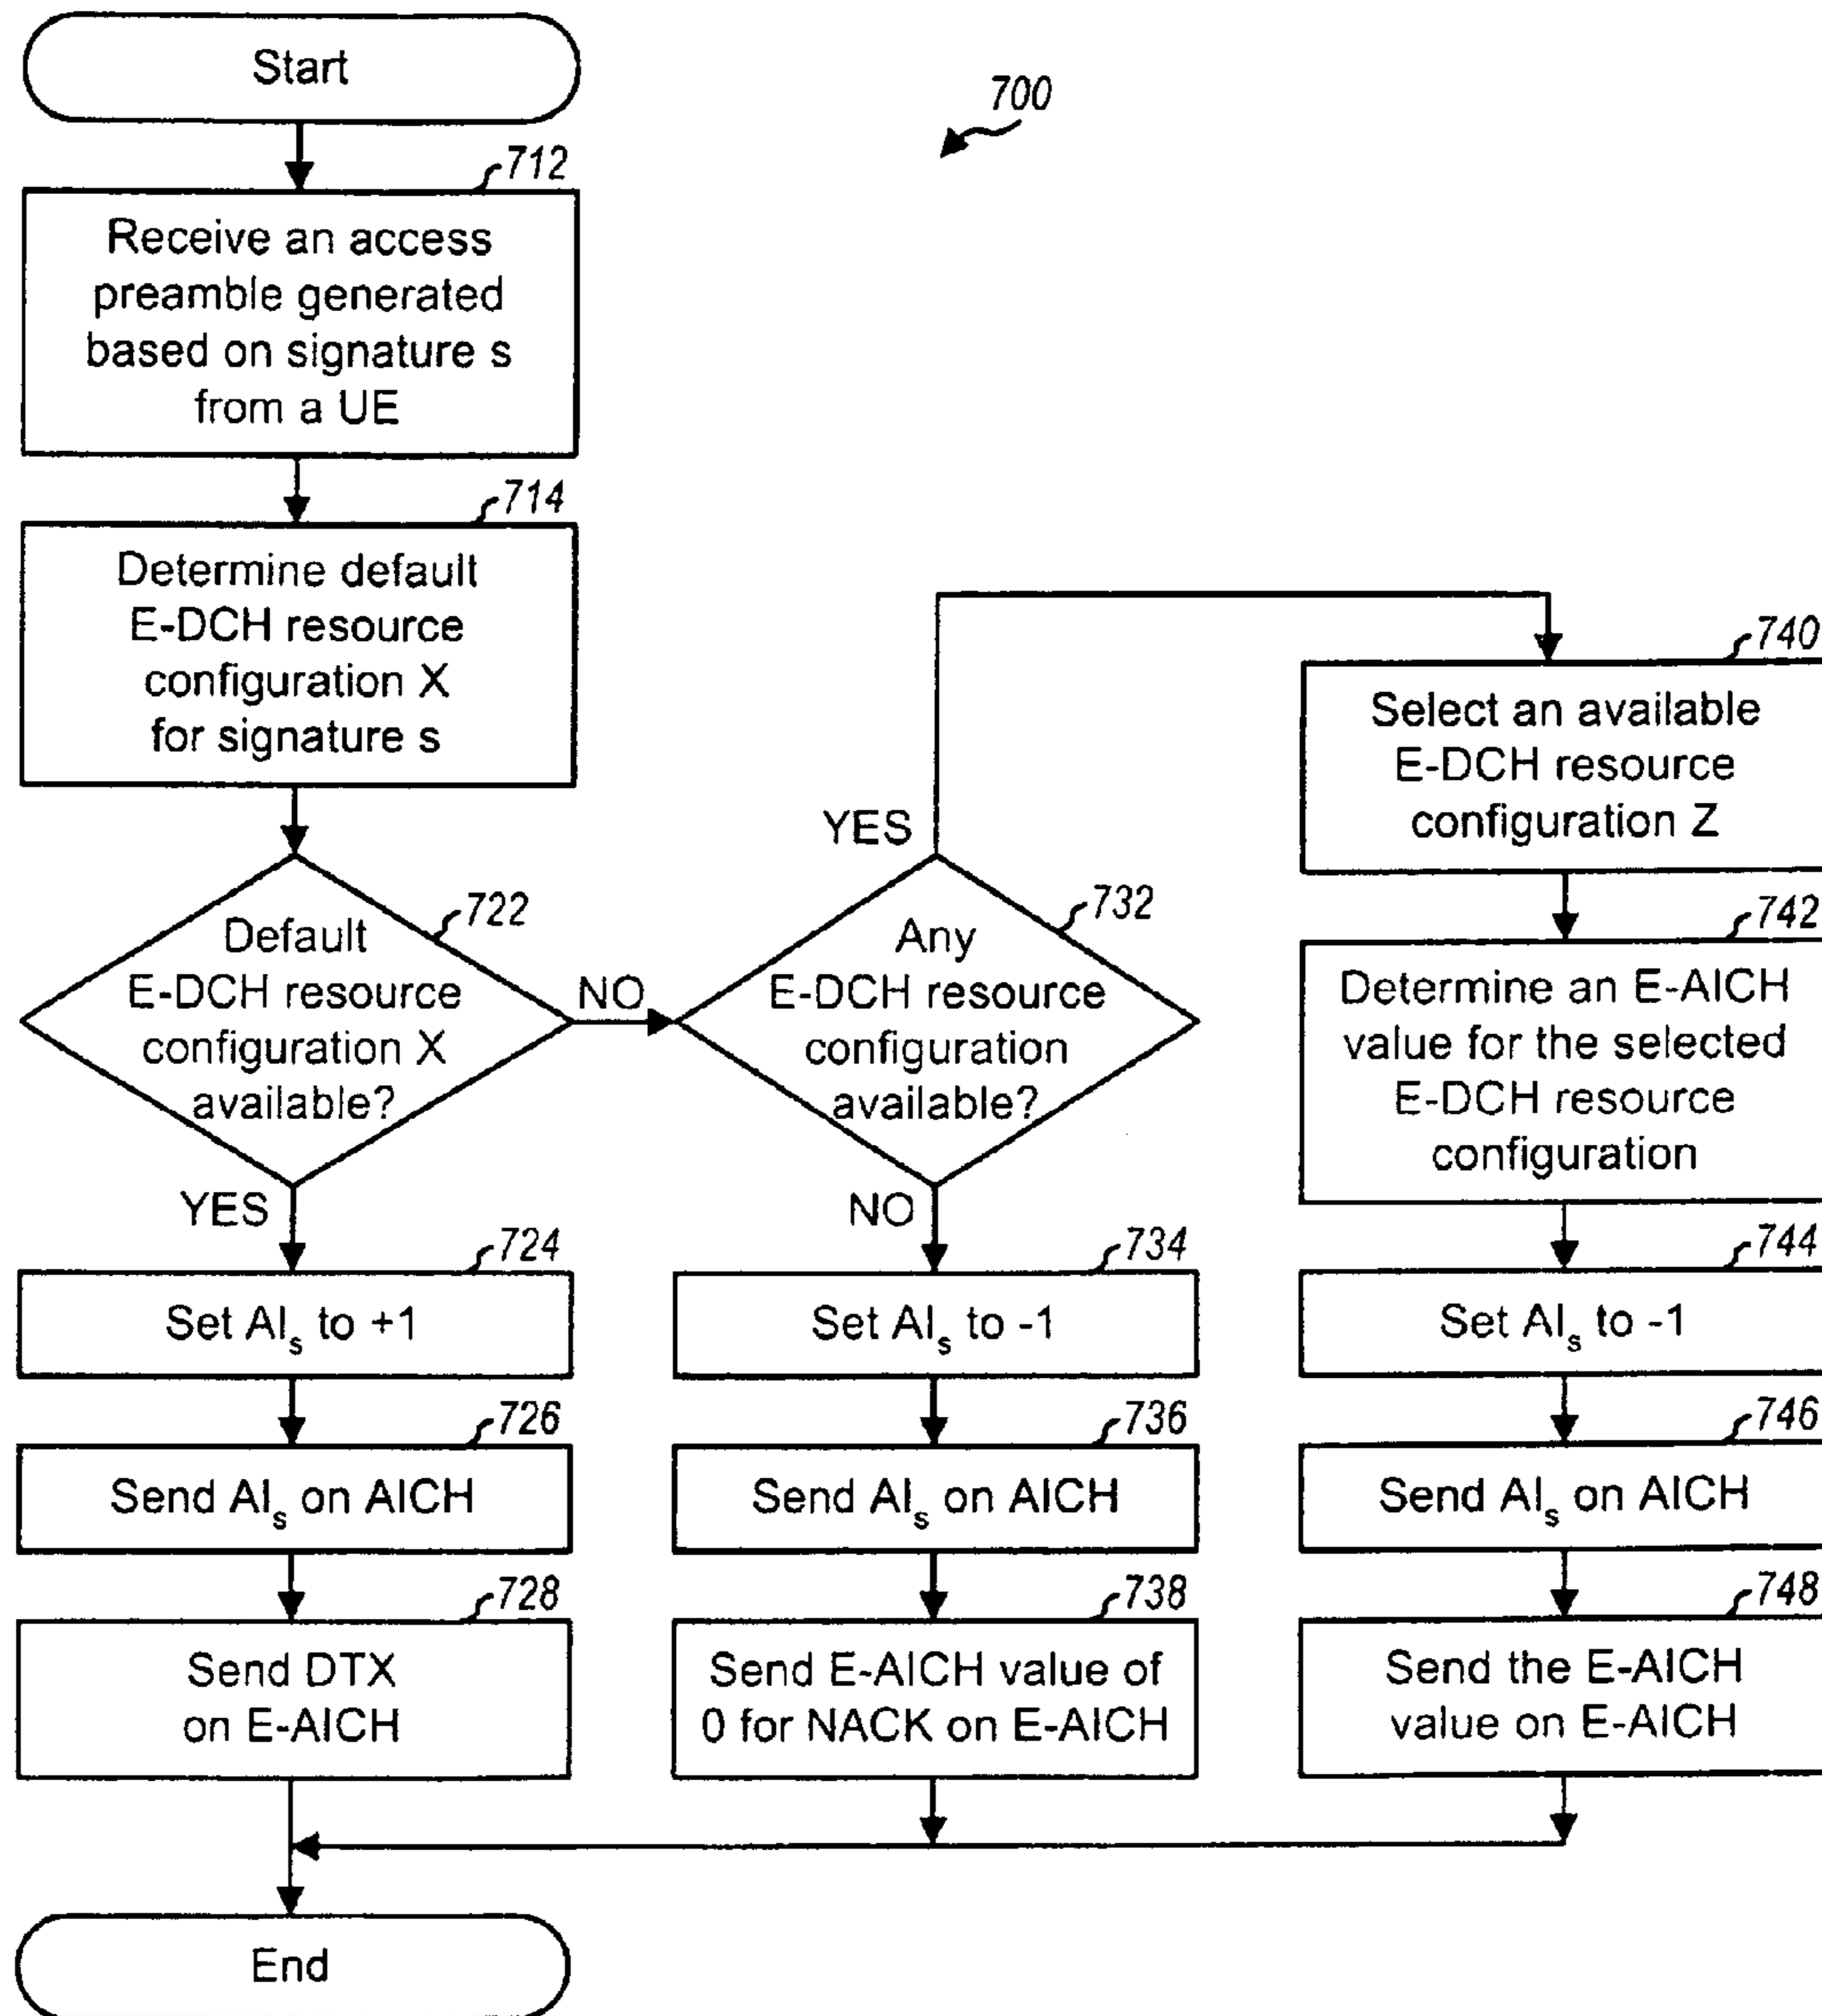 Start
700
712
Receive an access
preamble generated
based on signature s
from a UE
714
Determine default
E-DCH resource
configuration X
for signature s
722
Default
E-DCH resource
configuration X
available?
NO
YES
724
Set AIs to +1
726
Send AIs on AICH
728
Send DTX
on E-AICH
732
Any
E-DCH resource
configuration
available?
YES
NO
734
Set AIs to -1
736
Send AIs on AICH
738
Send E-AICH value of
0 for NACK on E-AICH
740
Select an available
E-DCH resource
configuration Z
742
Determine an E-AICH
value for the selected
E-DCH resource
configuration
744
Set AIs to -1
746
Send AIs on AICH
748
Send the E-AICH
value on E-AICH
End